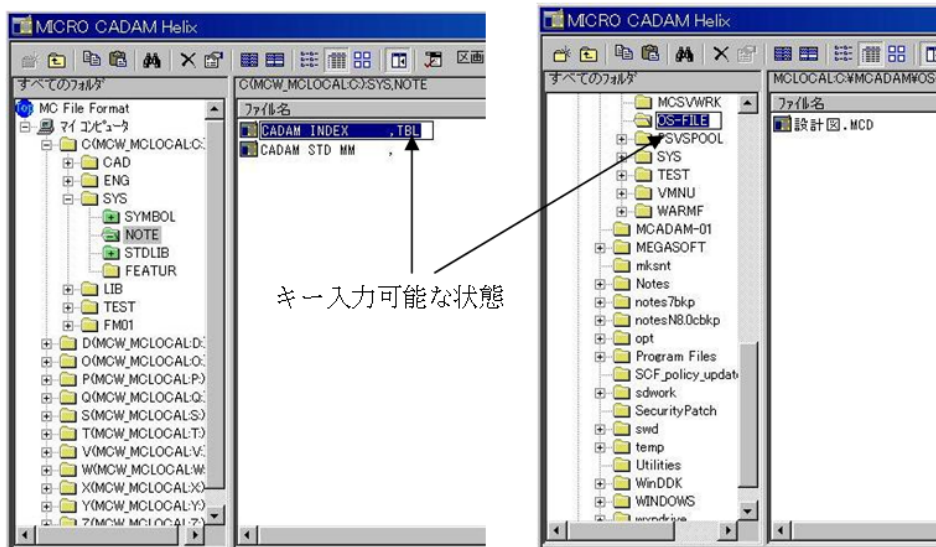 MICRO CADAM Helix
区画
すべてのフォルダ
C(MCW_MCLOCAL:C:):SYS,NOTE
MC File Format
マイ コンピュータ
C(MCW_MCLOCAL:C:
CAD
ENG
SYS
SYMBOL
NOTE
STDLIB
FEATUR
LIB
TEST
FM01
D(MCW_MCLOCAL:D:
O(MCW_MCLOCAL:O:
P(MCW_MCLOCAL:P:)
Q(MCW_MCLOCAL:Q:
S(MCW_MCLOCAL:S:)
T(MCW_MCLOCAL:T:)
V(MCW_MCLOCAL:V:
W(MCW_MCLOCAL:W:
X(MCW_MCLOCAL:X:)
Y(MCW_MCLOCAL:Y:)
Z(MCW_MCLOCAL:Z:)
ファイル名
CADAM INDEX ,TBL
CADAM STD MM ,
キー入力可能な状態
MICRO CADAM Helix
すべてのフォルダ
MCLOCAL:C:¥MCADAM¥OS
MCSVWRK
OS-FILE
PSVSPOOL
SYS
TEST
VMNU
WARMF
MCADAM-01
MEGASOFT
mksnt
Notes
notes7bkp
notesN8.0cbkp
opt
Program Files
SCF_policy_updat
sdwork
SecurityPatch
swd
temp
Utilities
WinDDK
WINDOWS
ファイル名
設計図.MCD